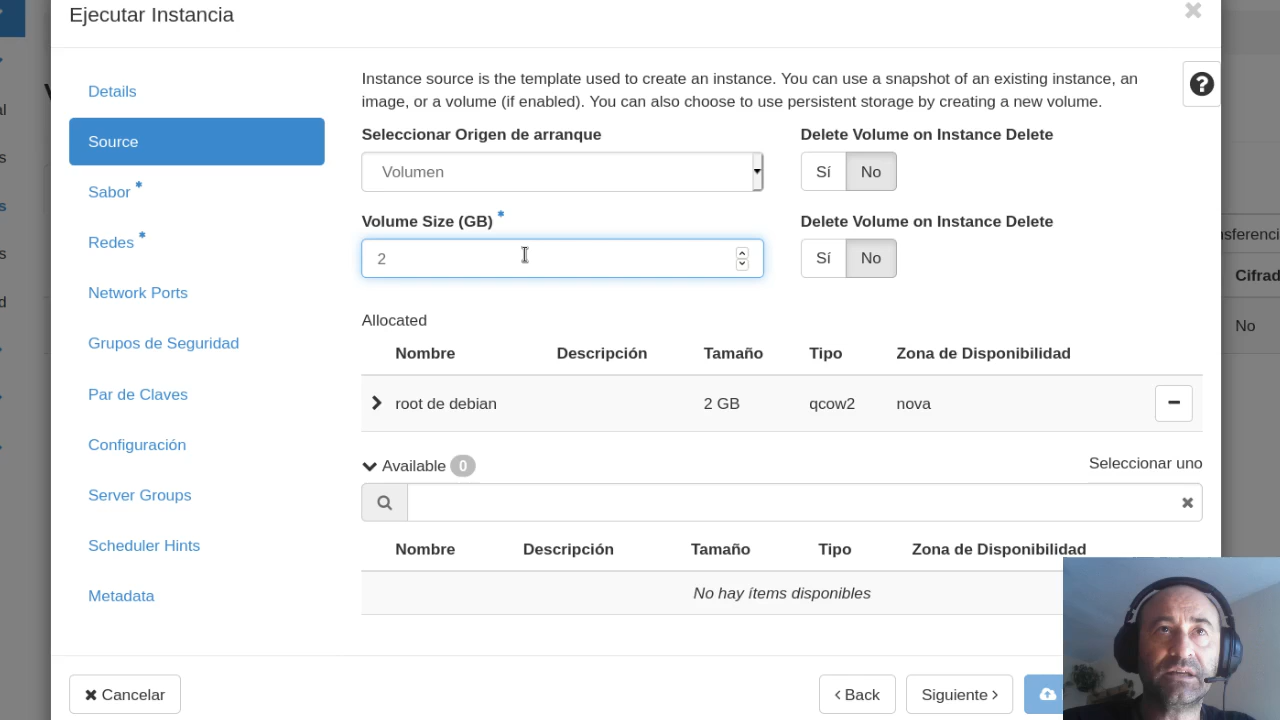 Ejecutar Instancia
Details
Source
Sabor *
Redes *
Network Ports
Grupos de Seguridad
Par de Claves
Configuración
Server Groups
Scheduler Hints
Metadata
Instance source is the template used to create an instance. You can use a snapshot of an existing instance, an
image, or a volume (if enabled). You can also choose to use persistent storage by creating a new volume.
Seleccionar Origen de arranque
Volumen
Delete Volume on Instance Delete
Sí No
Volume Size (GB) *
2
Delete Volume on Instance Delete
Sí No
Allocated
Nombre Descripción Tamaño Tipo Zona de Disponibilidad
root de debian 2 GB qcow2 nova
Available 0 Seleccionar uno
Nombre Descripción Tamaño Tipo Zona de Disponibilidad
No hay ítems disponibles
Cancelar
Back
Siguiente
No